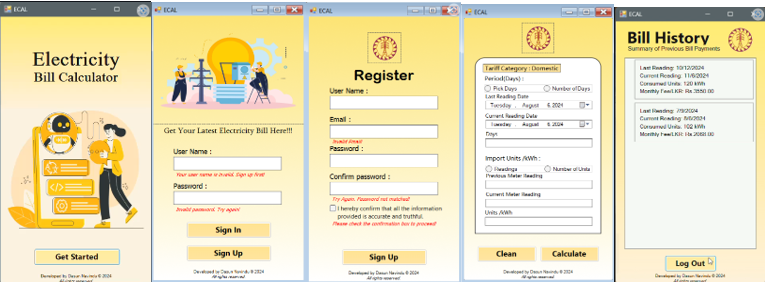 ECAL
Electricity
Bill Calculator
Get Started
Developed by Dasun Navindu © 2024
All rights reserved
ECAL
Get Your Latest Electricity Bill Here!!!
User Name :
Your user name is invalid. Sign up first!
Password :
Invalid password. Try again.
Sign In
Sign Up
Developed by Dasun Navindu © 2024
All rights reserved
ECAL
Register
User Name :
Email :
Invalid Email
Password :
Confirm password :
Try Again. Password not matched!
I hereby confirm that all the information
provided is accurate and truthful.
Please check the confirmation box to proceed!
Sign Up
Developed by Dasun Navindu © 2024
All rights reserved
ECAL
Tariff Category : Domestic
Period(Days) :
Pick Days
Number of Days
Last Reading Date
Tuesday , August 6, 2024
Current Reading Date
Tuesday , August 6, 2024
Days
Import Units /kWh :
Readings
Number of Units
Previous Meter Reading
Current Meter Reading
Units /kWh
Clean
Calculate
Developed by Dasun Navindu © 2024
All rights reserved
ECAL
Bill History
Summary of Previous Bill Payments
Last Reading: 10/12/2024
Current Reading: 11/6/2024
Consumed Units: 120 kWh
Monthly Fee/LKR: Rs 3550.00
Last Reading: 7/9/2024
Current Reading: 8/6/2024
Consumed Units: 102 kWh
Monthly Fee/LKR: Rs 2068.00
Log Out
Developed by Dasun Navindu © 2024
All rights reserved